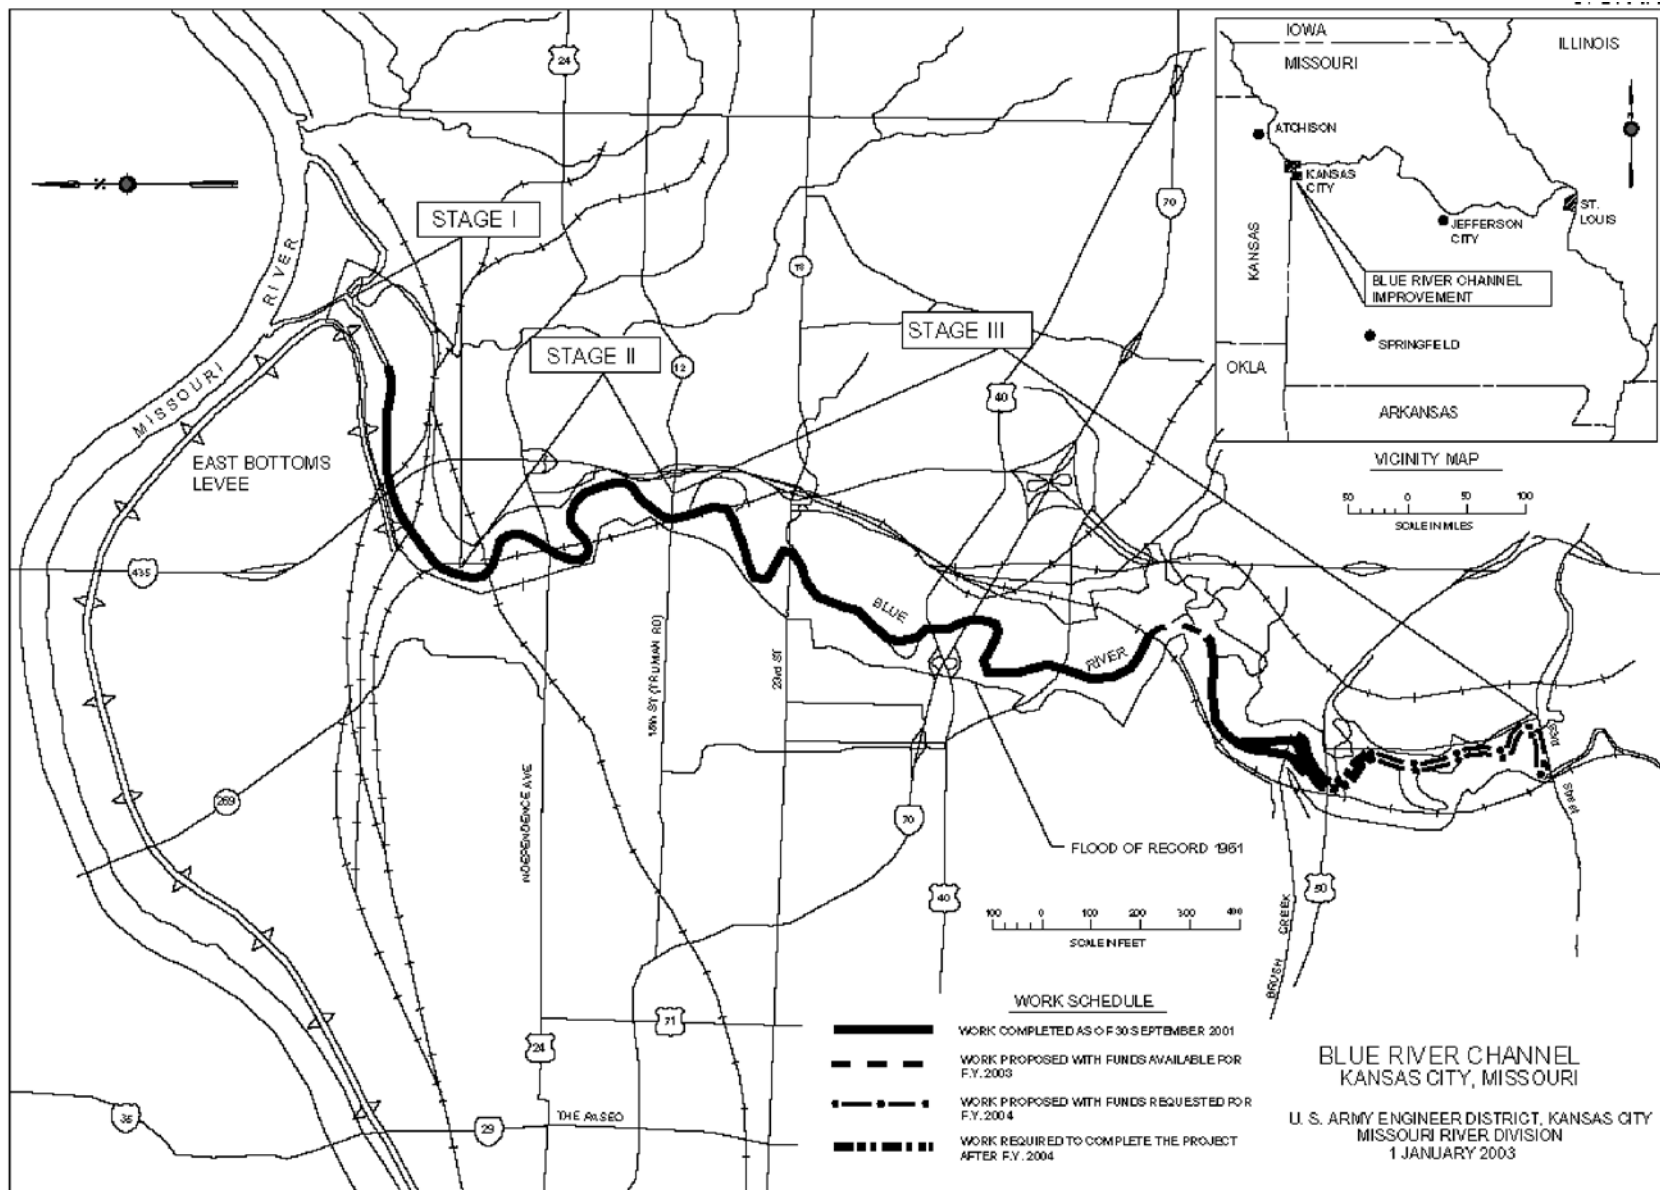 24
IOWA
MISSOURI
ILLINOIS
ATCHISON
KANSAS
CITY
ST.
LOUIS
JEFFERSON
CITY
KANSAS
BLUE RIVER CHANNEL
IMPROVEMENT
SPRINGFIELD
OKLA
ARKANSAS
VICINITY MAP
50 0 50 100
SCALE IN MILES
70
STAGE I
78
STAGE II
STAGE III
12
40
MISSOURI RIVER
EAST BOTTOMS
LEVEE
435
BLUE RIVER
15th ST (TRUMAN RD)
23rd ST
INDEPENDENCE AVE
269
63rd Street
70
FLOOD OF RECORD 1961
40
50
BRUSH CREEK
100 0 100 200 300 400
SCALE IN FEET
71
24
35
29
THE PASEO
WORK SCHEDULE
WORK COMPLETED AS OF 30 SEPTEMBER 2001
WORK PROPOSED WITH FUNDS AVAILABLE FOR
F.Y. 2003
WORK PROPOSED WITH FUNDS REQUESTED FOR
F.Y. 2004
WORK REQUIRED TO COMPLETE THE PROJECT
AFTER F.Y. 2004
BLUE RIVER CHANNEL
KANSAS CITY, MISSOURI
U. S. ARMY ENGINEER DISTRICT, KANSAS CITY
MISSOURI RIVER DIVISION
1 JANUARY 2003